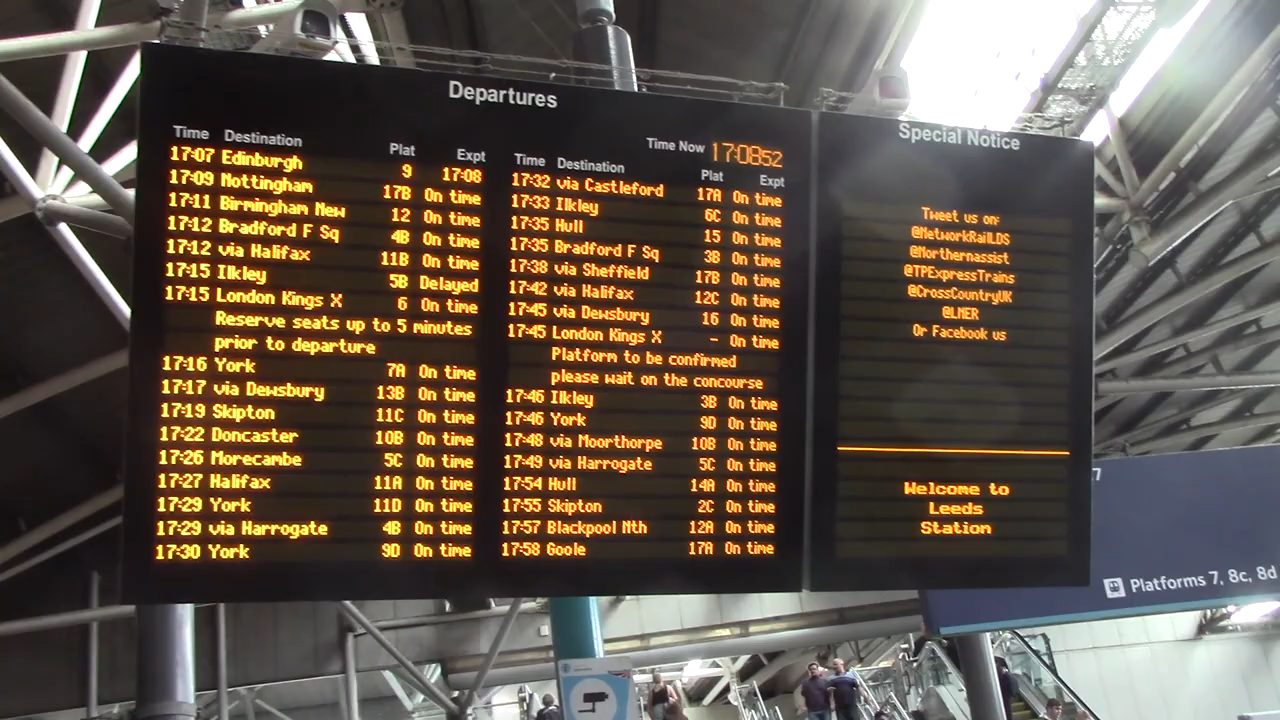 Departures
Time Destination Plat Expt
17:07 Edinburgh 9 17:08
17:09 Nottingham 17B On time
17:11 Birmingham New 12 On time
17:12 Bradford F Sq 4B On time
17:12 via Halifax 11B On time
17:15 Ilkley 5B Delayed
17:15 London Kings X 6 On time
Reserve seats up to 5 minutes
prior to departure
17:16 York 7A On time
17:17 via Dewsbury 13B On time
17:19 Skipton 11C On time
17:22 Doncaster 10B On time
17:26 Morecambe 5C On time
17:27 Halifax 11A On time
17:29 York 11D On time
17:29 via Harrogate 4B On time
17:30 York 9D On time
Time Now 17:08:52
Time Destination Plat Expt
17:32 via Castleford 17A On time
17:33 Ilkley 6C On time
17:35 Hull 15 On time
17:35 Bradford F Sq 3B On time
17:38 via Sheffield 17B On time
17:42 via Halifax 12C On time
17:45 via Dewsbury 16 On time
17:45 London Kings X - On time
Platform to be confirmed
please wait on the concourse
17:46 Ilkley 3B On time
17:46 York 9D On time
17:48 via Moorthorpe 10B On time
17:49 via Harrogate 5C On time
17:54 Hull 14A On time
17:55 Skipton 2C On time
17:57 Blackpool Nth 12A On time
17:58 Goole 17A On time
Special Notice
Tweet us on:
@NetworkRailLDS
@Northernassist
@TPExpressTrains
@CrossCountryUK
@LNER
Or Facebook us
Welcome to
Leeds
Station
7
Platforms 7, 8c, 8d